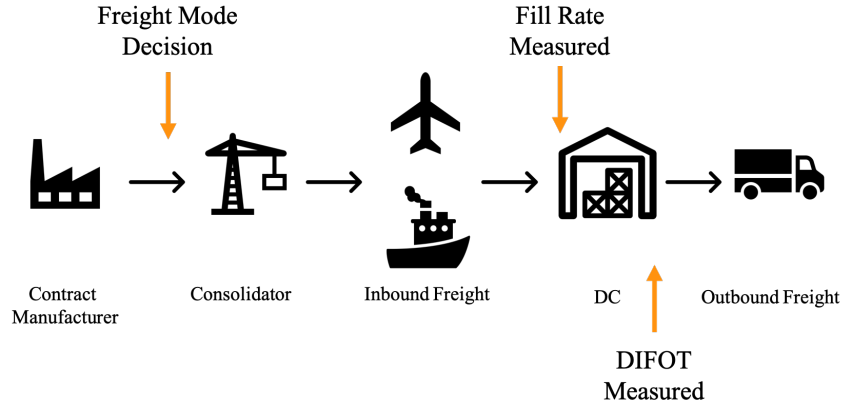 Freight Mode
Decision
Fill Rate
Measured
Contract
Manufacturer
Consolidator
Inbound Freight
DC
Outbound Freight
DIFOT
Measured